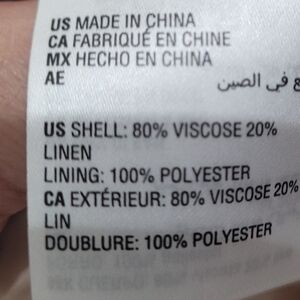 US MADE IN CHINA
CA FABRIQUÉ EN CHINE
MX HECHO EN CHINA
AE في الصين
US SHELL: 80% VISCOSE 20%
LINEN
LINING: 100% POLYESTER
CA EXTÉRIEUR: 80% VISCOSE 20%
LIN
DOUBLURE: 100% POLYESTER